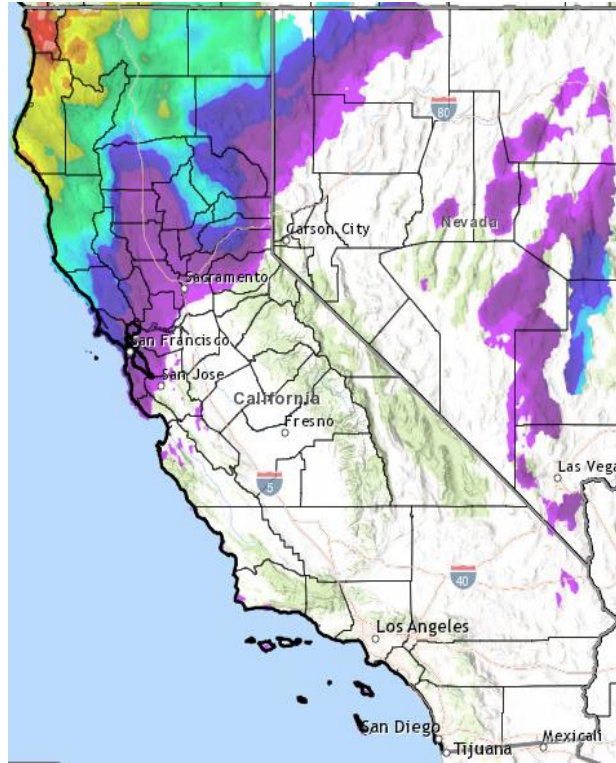 80
Nevada
Carson City
Sacramento
San Francisco
San Jose
California
Fresno
5
Las Vega
40
Los Angeles
San Diego
Tijuana
Mexicali